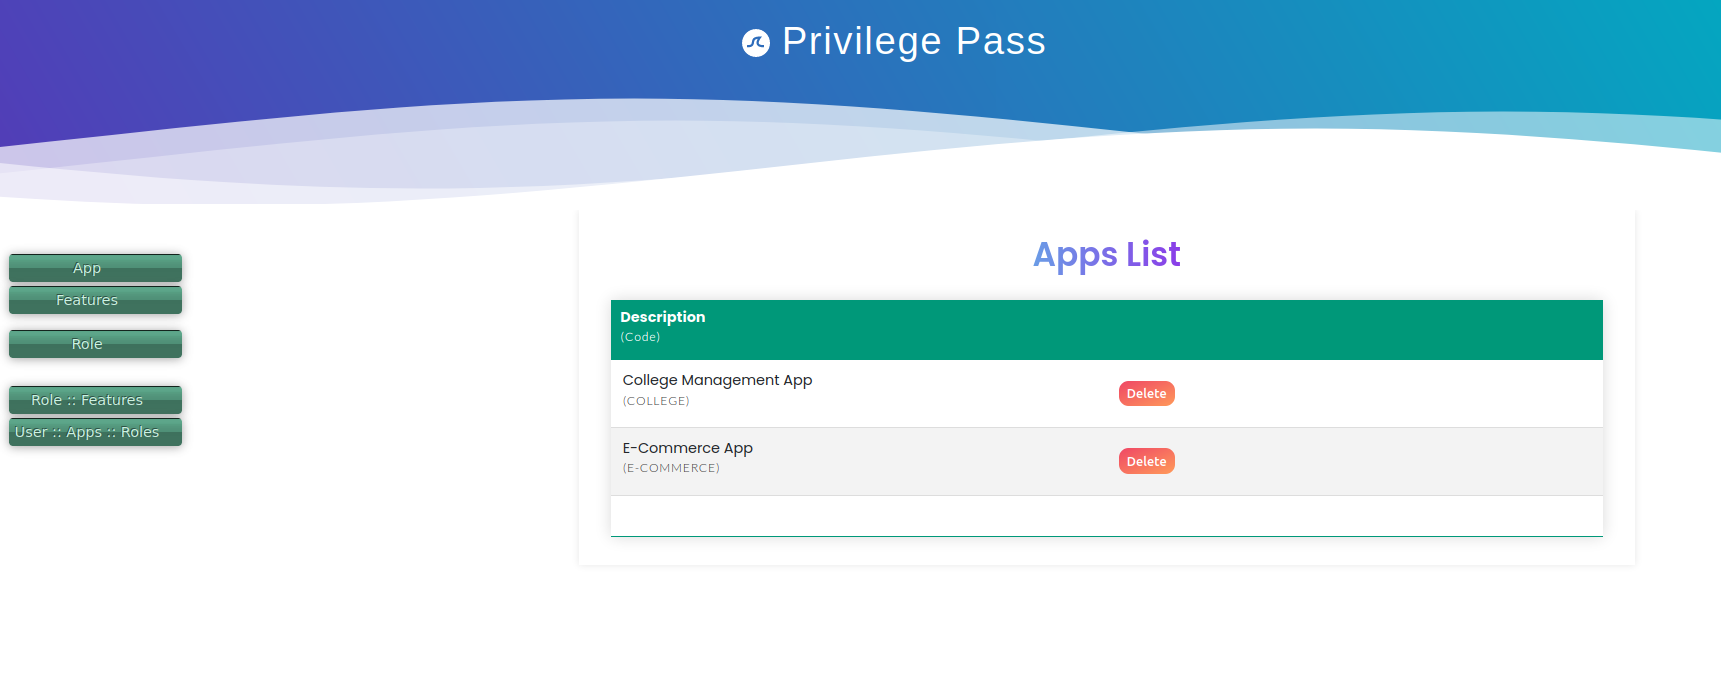 Privilege Pass
App
Features
Role
Role :: Features
User :: Apps :: Roles
Apps List
Description
(Code)
College Management App
(COLLEGE)
Delete
E-Commerce App
(E-COMMERCE)
Delete